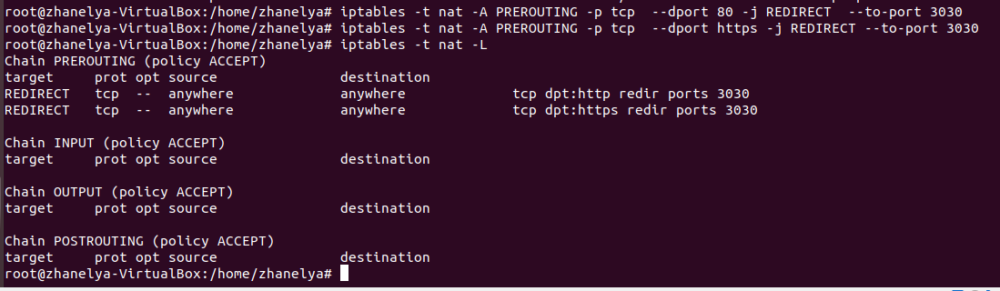 root@zhanelya-VirtualBox:/home/zhanelya# iptables -t nat -A PREROUTING -p tcp  --dport 80 -j REDIRECT  --to-port 3030
root@zhanelya-VirtualBox:/home/zhanelya# iptables -t nat -A PREROUTING -p tcp  --dport https -j REDIRECT --to-port 3030
root@zhanelya-VirtualBox:/home/zhanelya# iptables -t nat -L
Chain PREROUTING (policy ACCEPT)
target     prot opt source               destination
REDIRECT   tcp  --  anywhere             anywhere             tcp dpt:http redir ports 3030
REDIRECT   tcp  --  anywhere             anywhere             tcp dpt:https redir ports 3030

Chain INPUT (policy ACCEPT)
target     prot opt source               destination

Chain OUTPUT (policy ACCEPT)
target     prot opt source               destination

Chain POSTROUTING (policy ACCEPT)
target     prot opt source               destination
root@zhanelya-VirtualBox:/home/zhanelya#